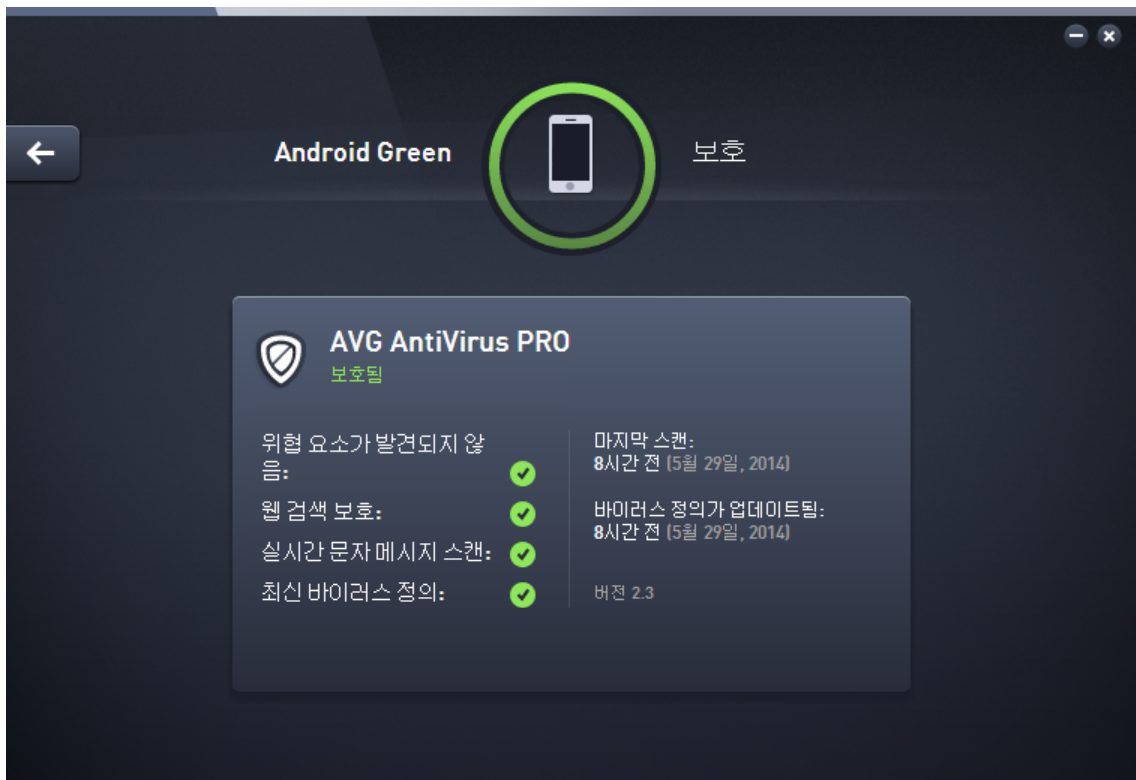 Android Green
보호
AVG AntiVirus PRO
보호됨
위협 요소가 발견되지 않
음:
웹 검색 보호:
실시간 문자 메시지 스캔:
최신 바이러스 정의:
마지막 스캔:
8시간 전 (5월 29일, 2014)
바이러스 정의가 업데이트됨:
8시간 전 (5월 29일, 2014)
버전 2.3